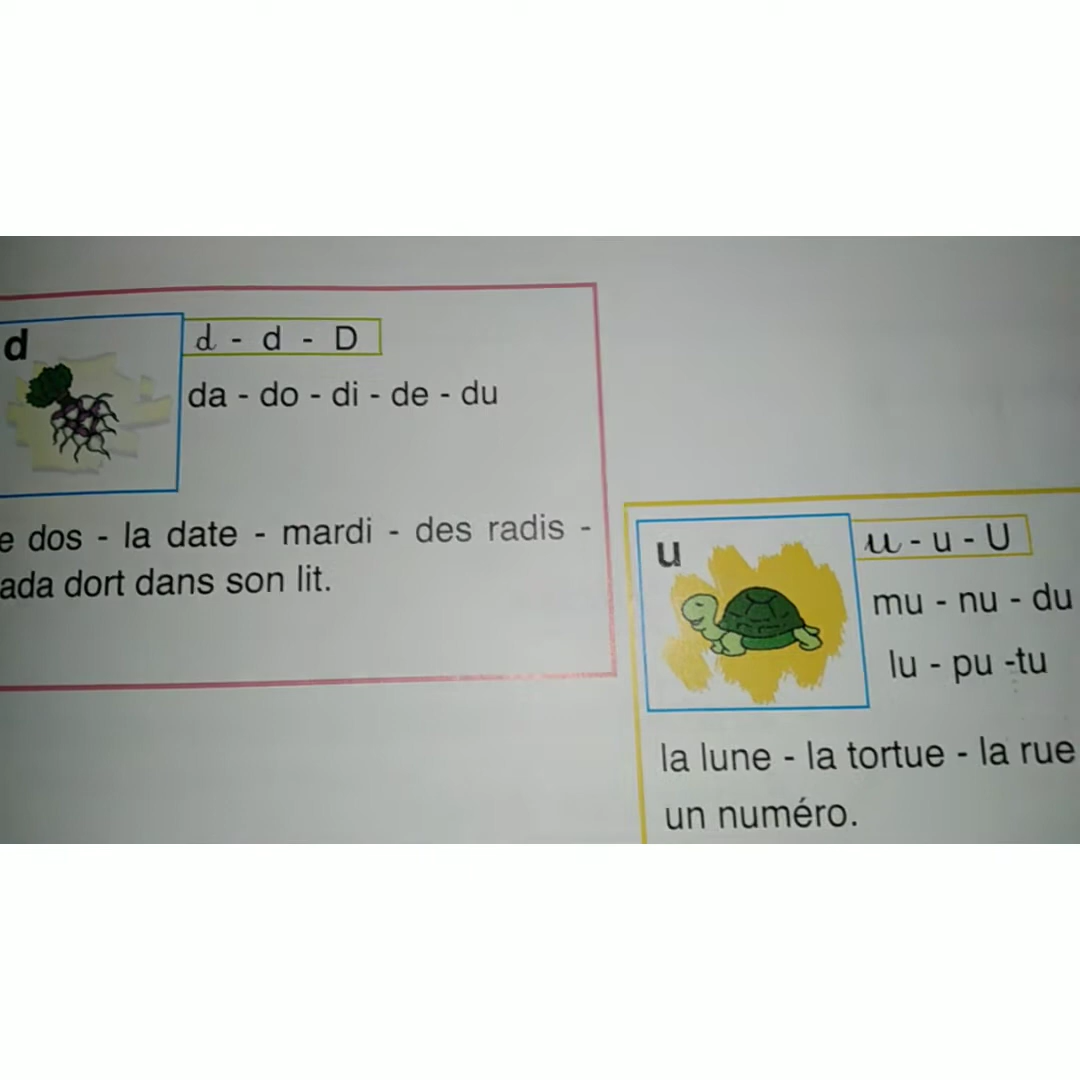 d
d - d - D
da - do - di - de - du
e dos - la date - mardi - des radis -
ada dort dans son lit.
u
u - u - U
mu - nu - du
lu - pu -tu
la lune - la tortue - la rue
un numéro.